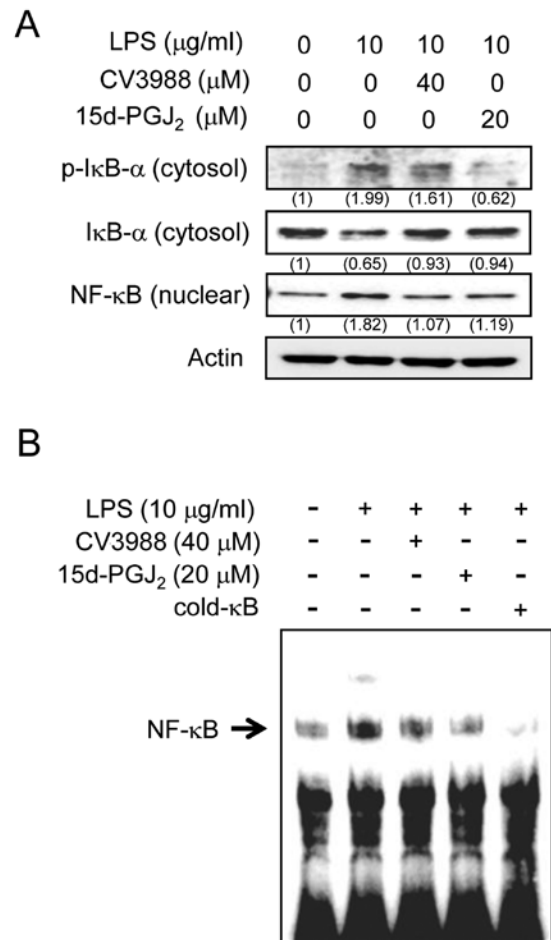 A
LPS (μg/ml) 0 10 10 10
CV3988 (μM) 0 0 40 0
15d-PGJ₂ (μM) 0 0 0 20
p-IκB-α (cytosol)
(1) (1.99) (1.61) (0.62)
IκB-α (cytosol)
(1) (0.65) (0.93) (0.94)
NF-κB (nuclear)
(1) (1.82) (1.07) (1.19)
Actin
B
LPS (10 μg/ml) - + + + +
CV3988 (40 μM) - - + - -
15d-PGJ₂ (20 μM) - - - + -
cold-κB - - - - +
NF-κB →